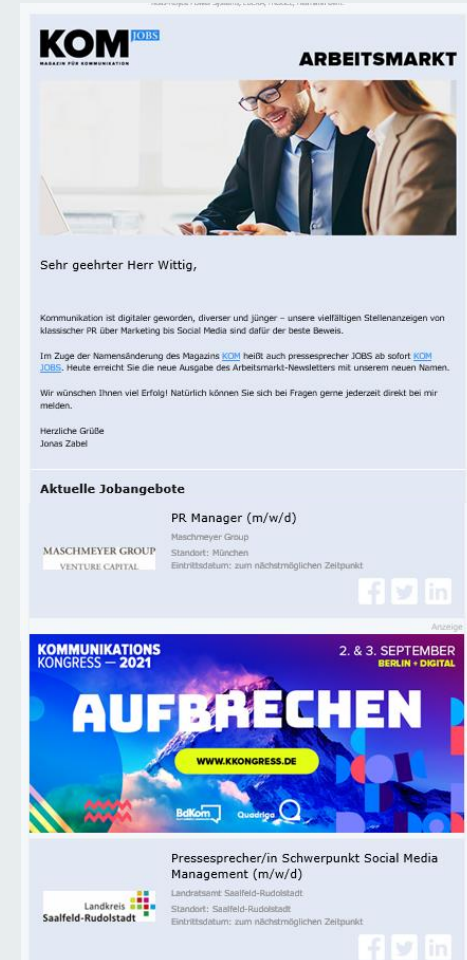 KOM JOBS
MAGAZIN FÜR KOMMUNIKATION
ARBEITSMARKT
Sehr geehrter Herr Wittig,
Kommunikation ist digitaler geworden, diverser und jünger – unsere vielfältigen Stellenanzeigen von
klassischer PR über Marketing bis Social Media sind dafür der beste Beweis.
Im Zuge der Namensänderung des Magazins KOM heißt auch pressesprecher JOBS ab sofort KOM
JOBS. Heute erreicht Sie die neue Ausgabe des Arbeitsmarkt-Newsletters mit unserem neuen Namen.
Wir wünschen Ihnen viel Erfolg! Natürlich können Sie sich bei Fragen gerne jederzeit direkt bei mir
melden.
Herzliche Grüße
Jonas Zabel
Aktuelle Jobangebote
PR Manager (m/w/d)
Maschmeyer Group
MASCHMEYER GROUP
VENTURE CAPITAL
Standort: München
Eintrittsdatum: zum nächstmöglichen Zeitpunkt
Anzeige
KOMMUNIKATIONS
KONGRESS — 2021
2. & 3. SEPTEMBER
BERLIN + DIGITAL
AUFBRECHEN
WWW.KKONGRESS.DE
BdKom
Quadriga
Pressesprecher/in Schwerpunkt Social Media
Management (m/w/d)
Landratsamt Saalfeld-Rudolstadt
Landkreis
Saalfeld-Rudolstadt
Standort: Saalfeld-Rudolstadt
Eintrittsdatum: zum nächstmöglichen Zeitpunkt